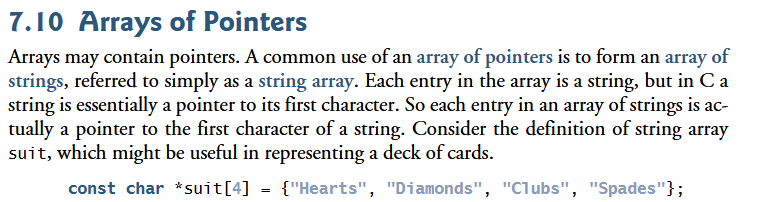 7.10 Arrays of Pointers
Arrays may contain pointers. A common use of an array of pointers is to form an array of
strings, referred to simply as a string array. Each entry in the array is a string, but in C a
string is essentially a pointer to its first character. So each entry in an array of strings is ac-
tually a pointer to the first character of a string. Consider the definition of string array
suit, which might be useful in representing a deck of cards.
const char *suit[4] = {"Hearts", "Diamonds", "Clubs", "Spades"};